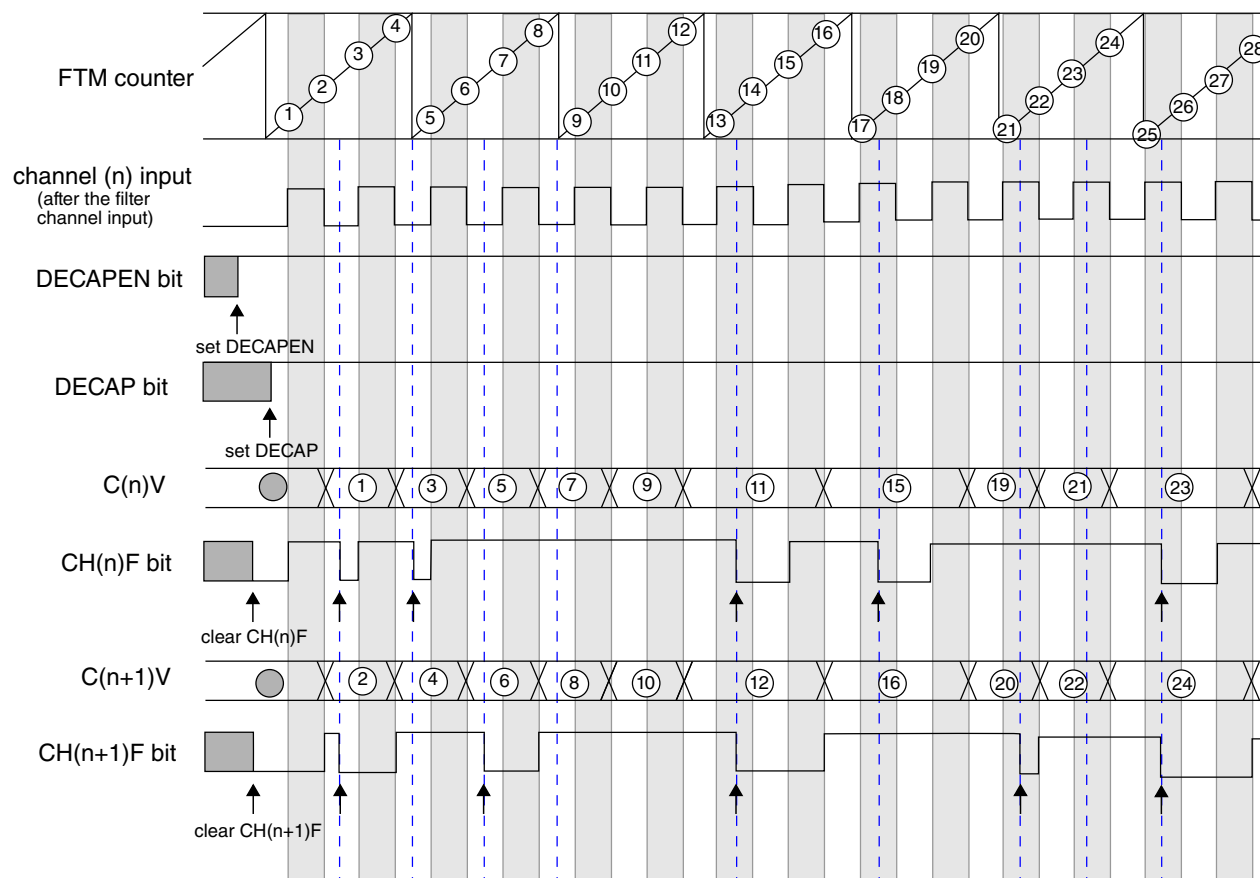 FTM counter
1 2 3 4 5 6 7 8 9 10 11 12 13 14 15 16 17 18 19 20 21 22 23 24 25 26 27 28
channel (n) input
(after the filter
channel input)
DECAPEN bit
set DECAPEN
DECAP bit
set DECAP
C(n)V
1 3 5 7 9 11 15 19 21 23
CH(n)F bit
clear CH(n)F
C(n+1)V
2 4 6 8 10 12 16 20 22 24
CH(n+1)F bit
clear CH(n+1)F